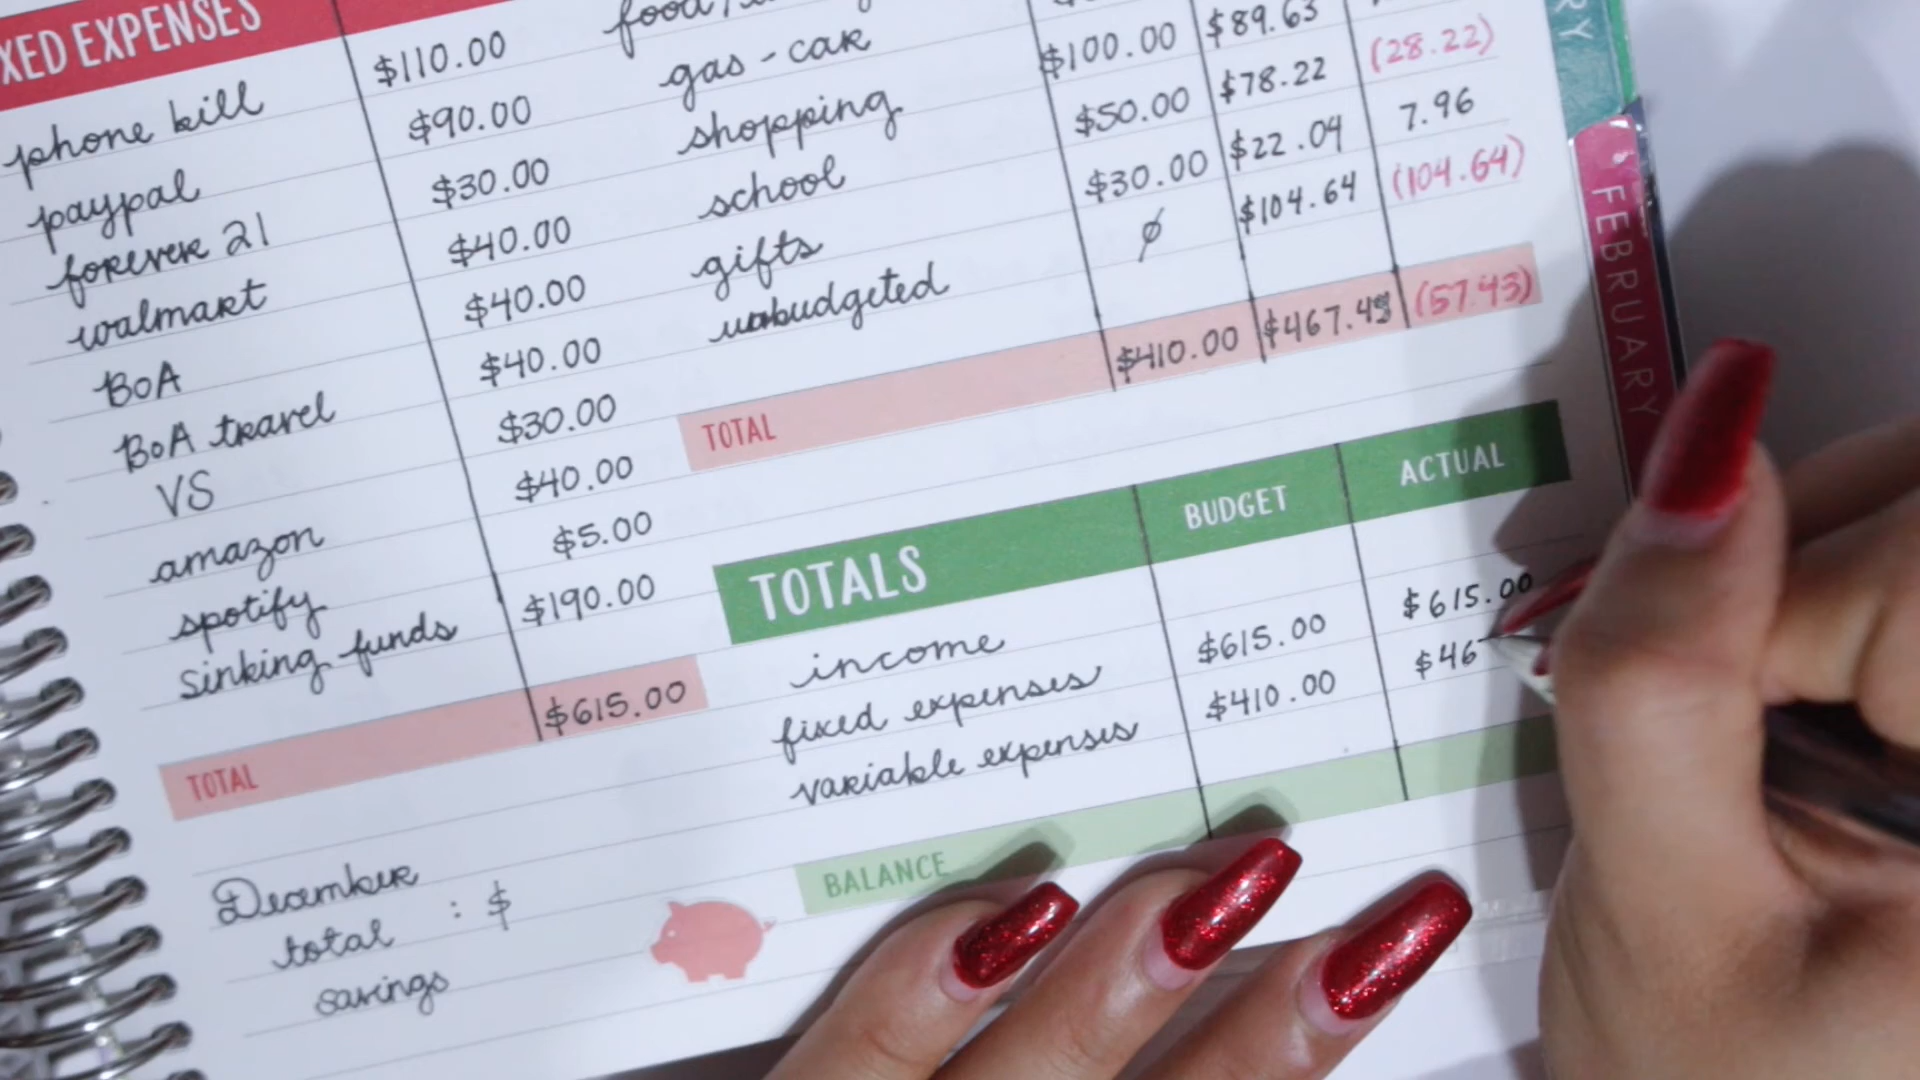 XED EXPENSES
phone bill $110.00
paypal $90.00
forever 21 $30.00
walmart $40.00
BoA $40.00
BoA travel $40.00
VS $30.00
amazon $40.00
spotify $5.00
sinking funds $190.00
TOTAL $615.00
December
total : $
savings
$89.63
gas - car $100.00 $78.22 (28.22)
shopping $50.00 $22.04 7.96
school $30.00 $104.64 (104.64)
gifts ∅
unbudgeted
TOTAL $410.00 $467.43 (57.43)
TOTALS BUDGET ACTUAL
income
fixed expenses $615.00 $615.00
variable expenses $410.00 $46
BALANCE
RY
FEBRUARY